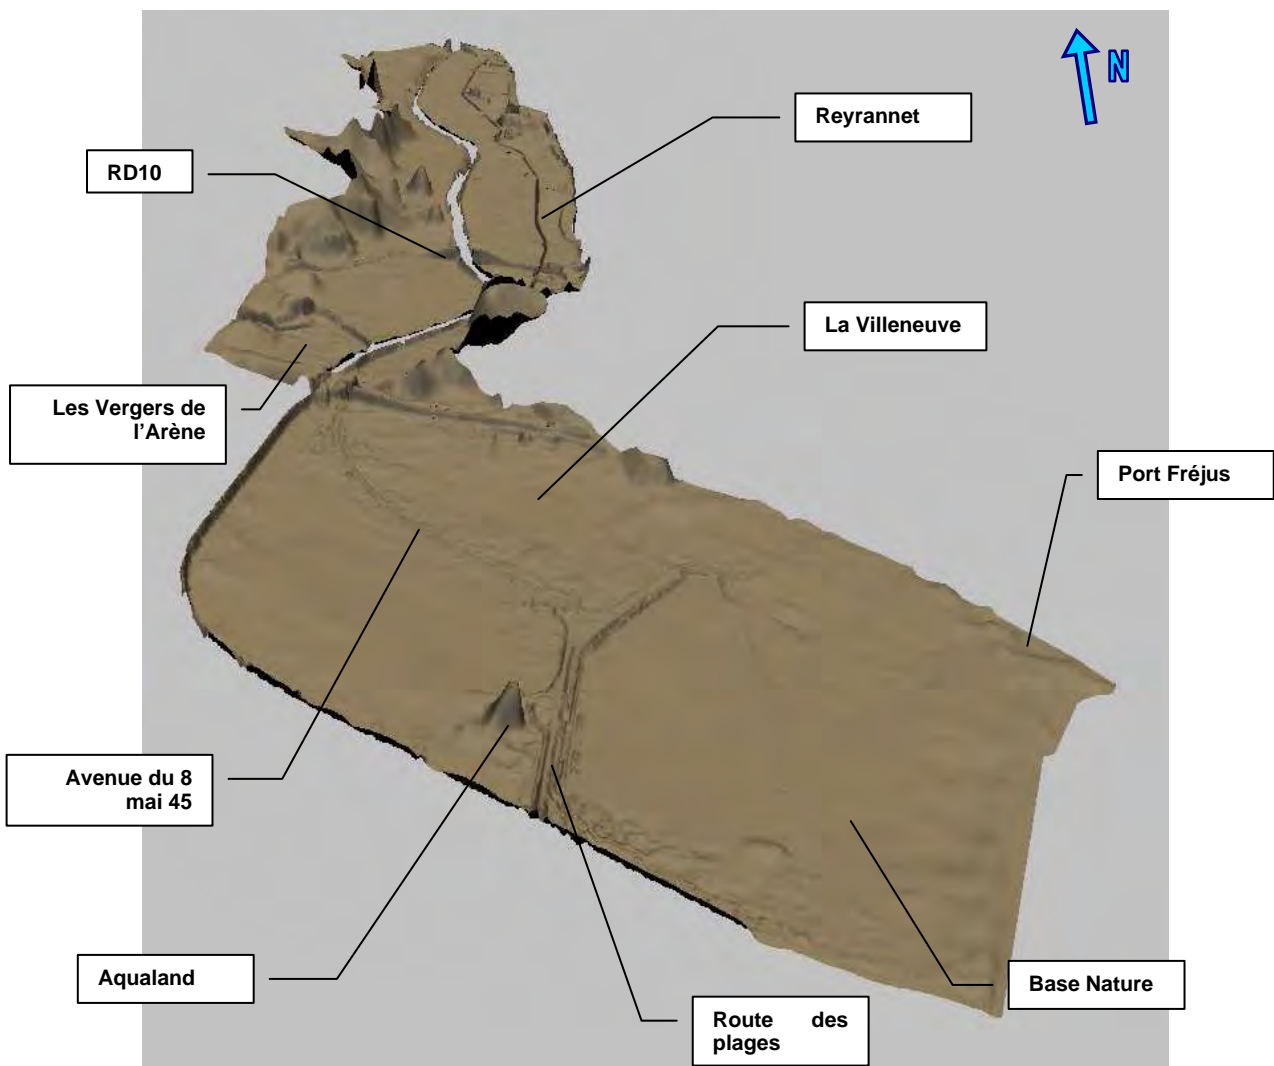 N
Reyrannet
RD10
La Villeneuve
Les Vergers de
l'Arène
Port Fréjus
Avenue du 8
mai 45
Aqualand
Base Nature
Route des
plages